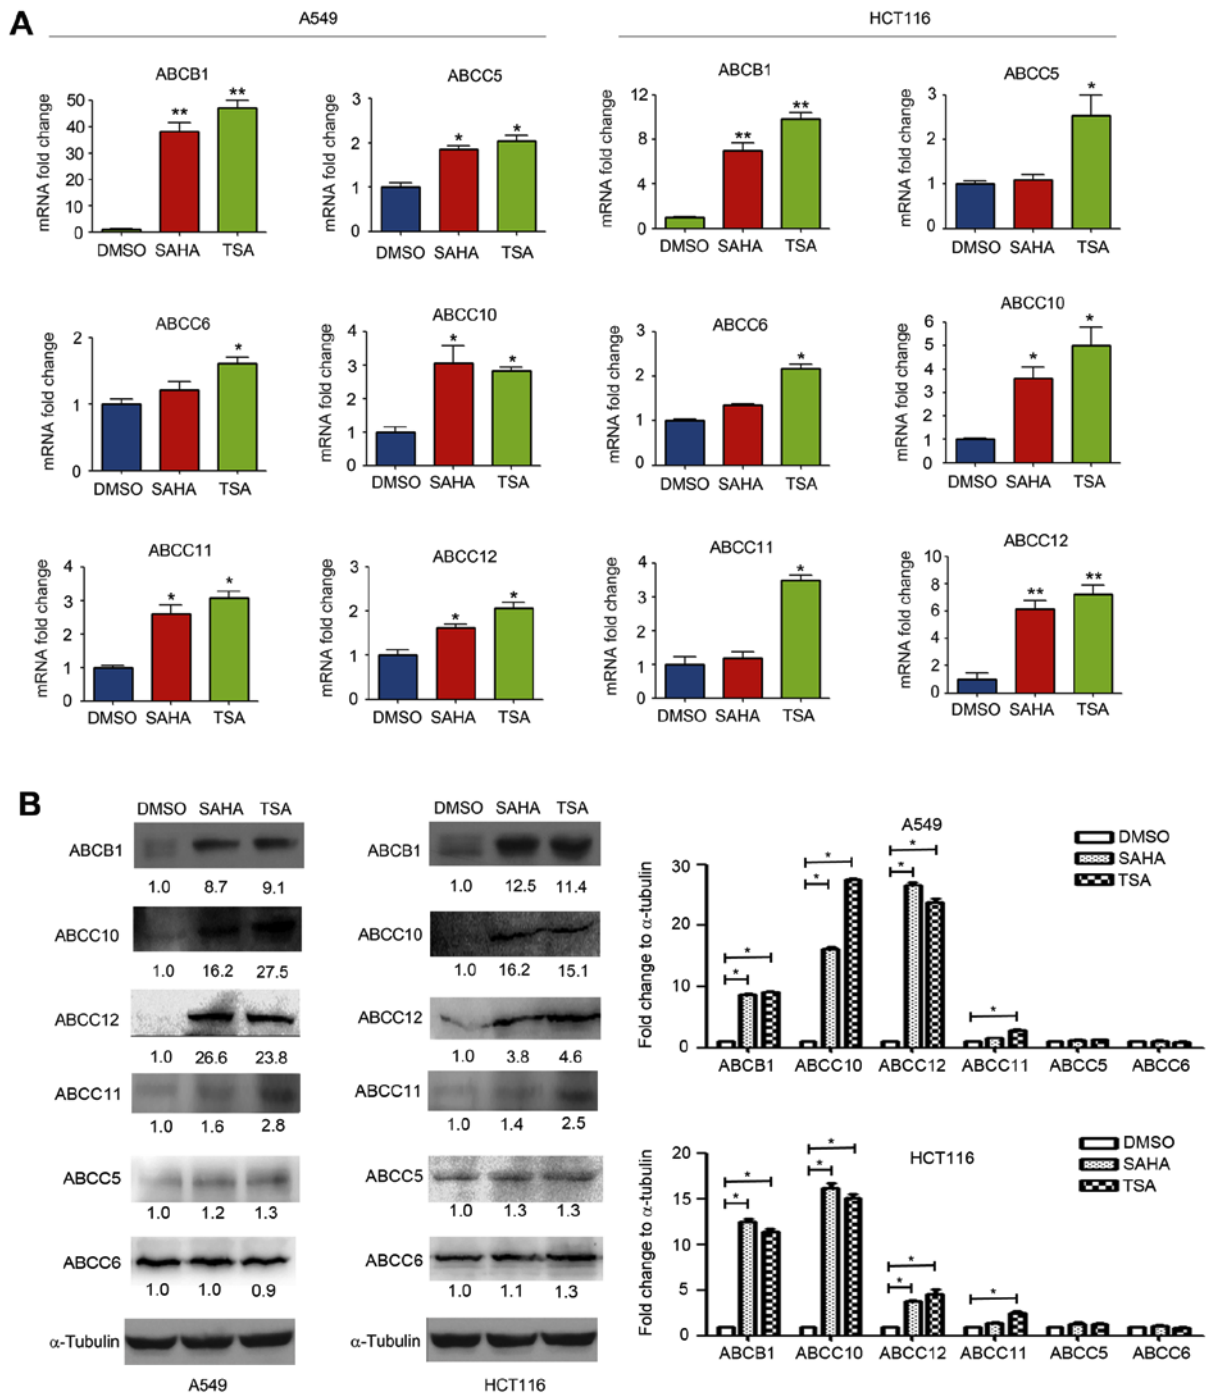 A
A549
HCT116
ABCB1
mRNA fold change
50
40
30
20
10
0
**
**
DMSO SAHA TSA
ABCC5
mRNA fold change
3
2
1
0
*
*
DMSO SAHA TSA
ABCB1
mRNA fold change
12
8
4
0
**
**
DMSO SAHA TSA
ABCC5
mRNA fold change
3
2
1
0
*
DMSO SAHA TSA
ABCC6
mRNA fold change
2
1
0
*
DMSO SAHA TSA
ABCC10
mRNA fold change
4
3
2
1
0
*
*
DMSO SAHA TSA
ABCC6
mRNA fold change
3
2
1
0
*
DMSO SAHA TSA
ABCC10
mRNA fold change
6
5
4
3
2
1
0
*
*
DMSO SAHA TSA
ABCC11
mRNA fold change
4
3
2
1
0
*
*
DMSO SAHA TSA
ABCC12
mRNA fold change
3
2
1
0
*
*
DMSO SAHA TSA
ABCC11
mRNA fold change
4
3
2
1
0
*
DMSO SAHA TSA
ABCC12
mRNA fold change
10
8
6
4
2
0
**
**
DMSO SAHA TSA
B
DMSO SAHA TSA
ABCB1
1.0 8.7 9.1
ABCC10
1.0 16.2 27.5
ABCC12
1.0 26.6 23.8
ABCC11
1.0 1.6 2.8
ABCC5
1.0 1.2 1.3
ABCC6
1.0 1.0 0.9
α-Tubulin
A549
DMSO SAHA TSA
ABCB1
1.0 12.5 11.4
ABCC10
1.0 16.2 15.1
ABCC12
1.0 3.8 4.6
ABCC11
1.0 1.4 2.5
ABCC5
1.0 1.3 1.3
ABCC6
1.0 1.1 1.3
α-Tubulin
HCT116
A549
DMSO
SAHA
TSA
Fold change to α-tubulin
30
20
10
0
*
*
*
*
*
*
*
ABCB1 ABCC10 ABCC12 ABCC11 ABCC5 ABCC6
HCT116
DMSO
SAHA
TSA
Fold change to α-tubulin
20
15
10
5
0
*
*
*
*
*
*
*
ABCB1 ABCC10 ABCC12 ABCC11 ABCC5 ABCC6